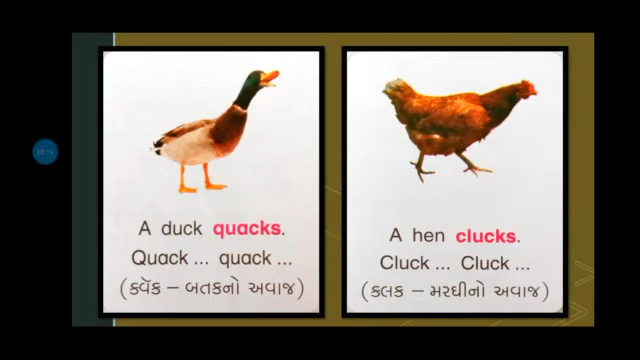 A duck quacks.
Quack ... quack ...
(ક્વૅક – બતકનો અવાજ)
A hen clucks.
Cluck ... Cluck ...
(ક્લક – મરઘીનો અવાજ)